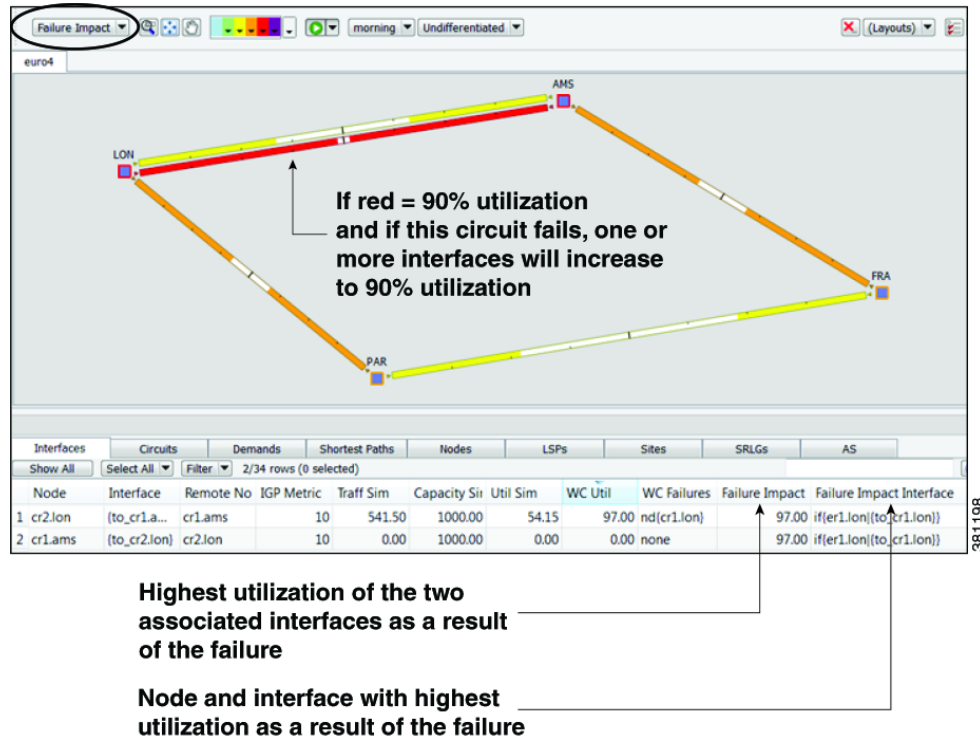 Failure Impact
morning
Undifferentiated
(Layouts)
euro4
AMS
LON
If red = 90% utilization
and if this circuit fails, one or
more interfaces will increase
to 90% utilization
FRA
PAR
Interfaces Circuits Demands Shortest Paths Nodes LSPs Sites SRLGs AS
Show All Select All Filter 2/34 rows (0 selected)
Node Interface Remote No IGP Metric Traff Sim Capacity Sir Util Sim WC Util WC Failures Failure Impact Failure Impact Interface
1 cr2.lon {to_cr1.a... cr1.ams 10 541.50 1000.00 54.15 97.00 nd{cr1.lon} 97.00 if{er1.lon|{to_cr1.lon}}
2 cr1.ams {to_cr2.lon} cr2.lon 10 0.00 1000.00 0.00 0.00 none 97.00 if{er1.lon|{to_cr1.lon}}
381198
Highest utilization of the two
associated interfaces as a result
of the failure
Node and interface with highest
utilization as a result of the failure